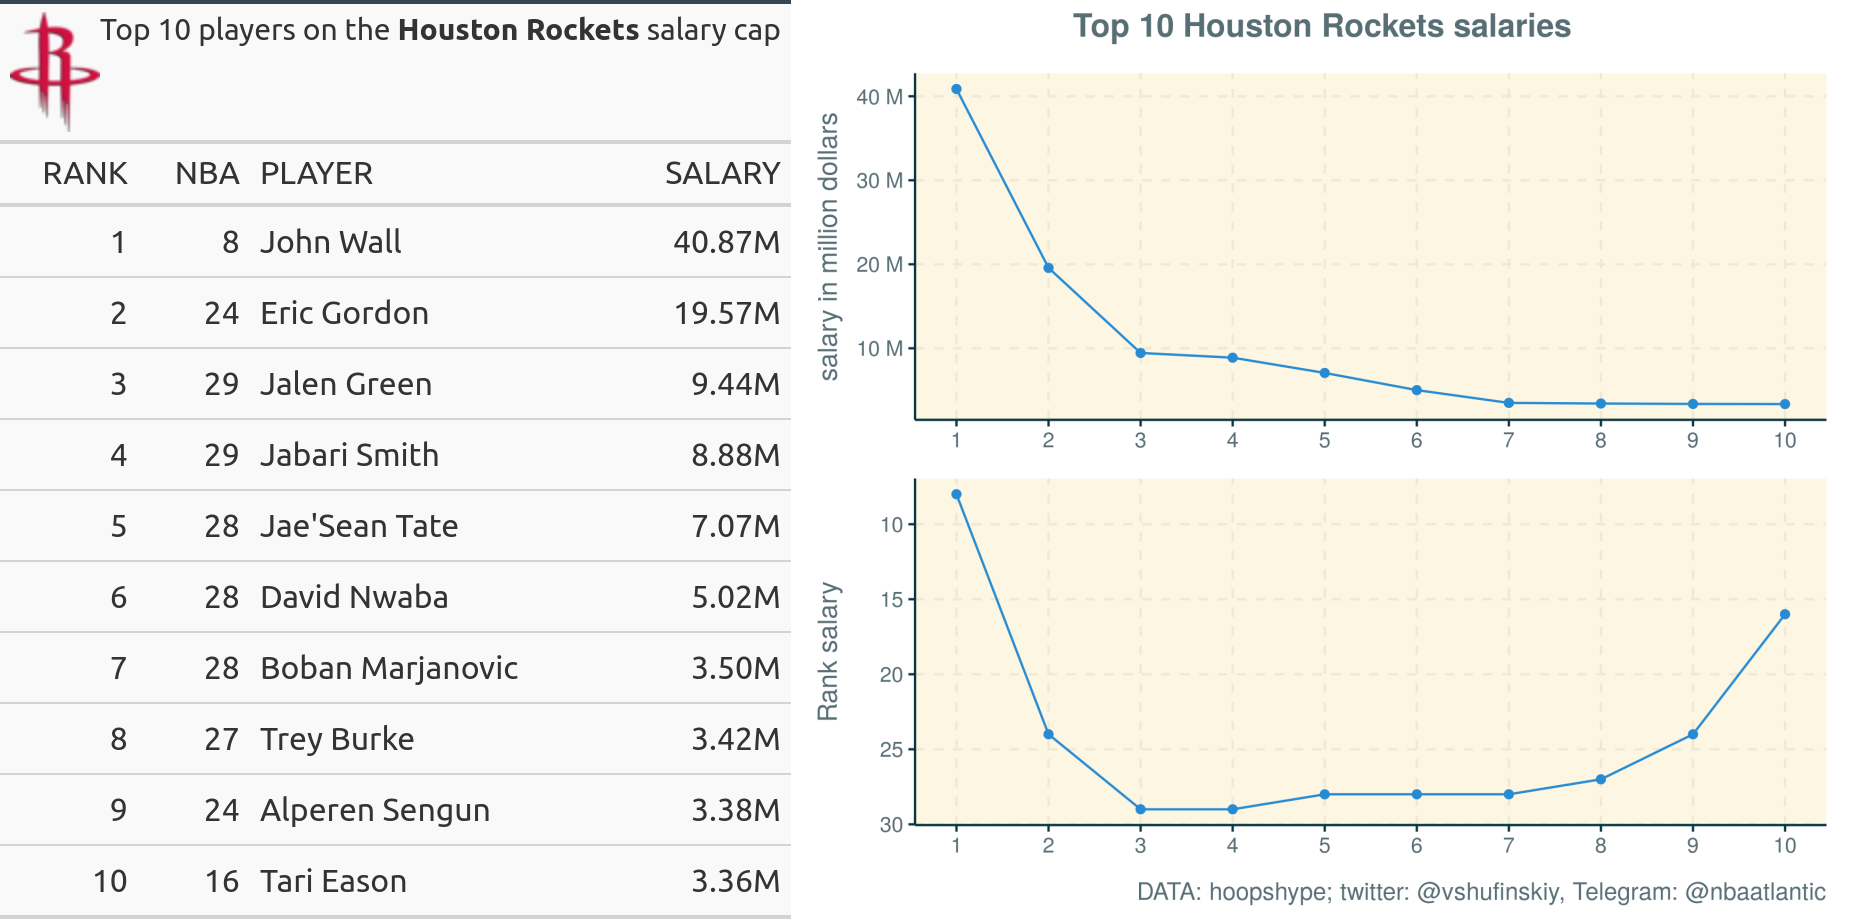 Top 10 players on the Houston Rockets salary cap
RANK NBA PLAYER SALARY
1 8 John Wall 40.87M
2 24 Eric Gordon 19.57M
3 29 Jalen Green 9.44M
4 29 Jabari Smith 8.88M
5 28 Jae'Sean Tate 7.07M
6 28 David Nwaba 5.02M
7 28 Boban Marjanovic 3.50M
8 27 Trey Burke 3.42M
9 24 Alperen Sengun 3.38M
10 16 Tari Eason 3.36M
Top 10 Houston Rockets salaries
salary in million dollars
40 M
30 M
20 M
10 M
1 2 3 4 5 6 7 8 9 10
Rank salary
10
15
20
25
30
1 2 3 4 5 6 7 8 9 10
DATA: hoopshype; twitter: @vshufinskiy, Telegram: @nbaatlantic